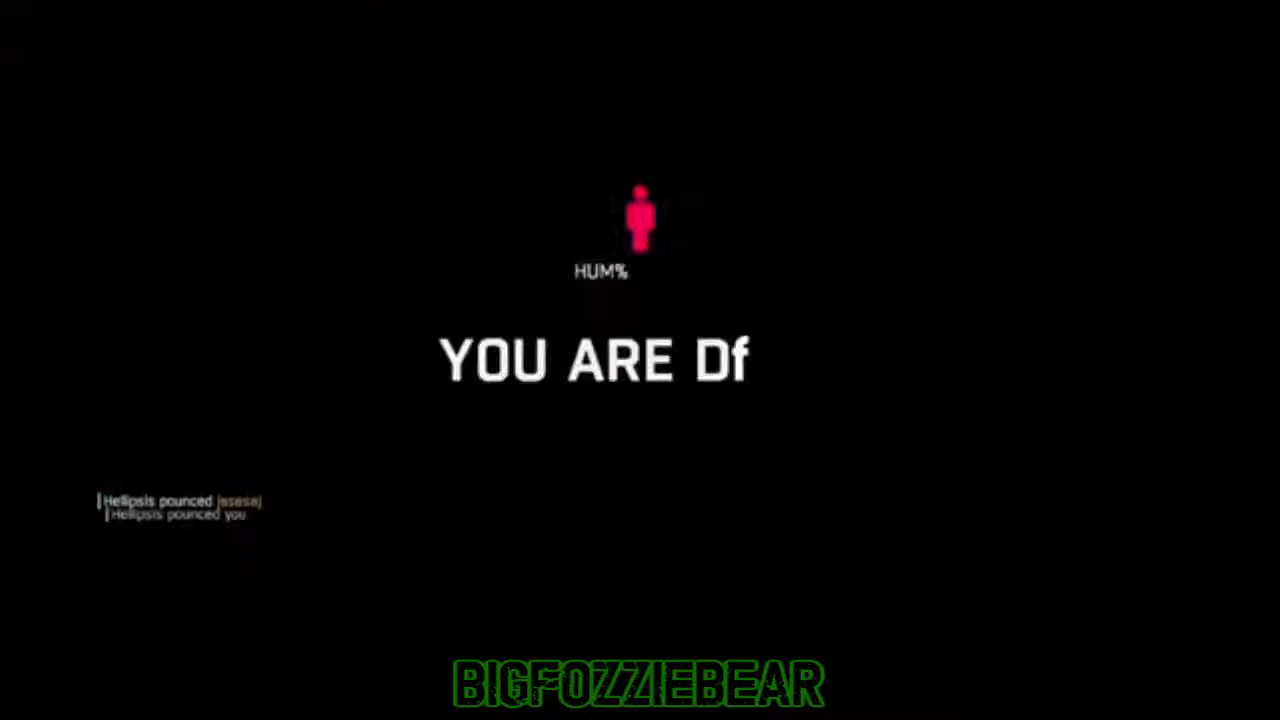 HUM%
YOU ARE Df
Hellipsis pounced
Hellipsis pounced you
BIGFOZZIEBEAR